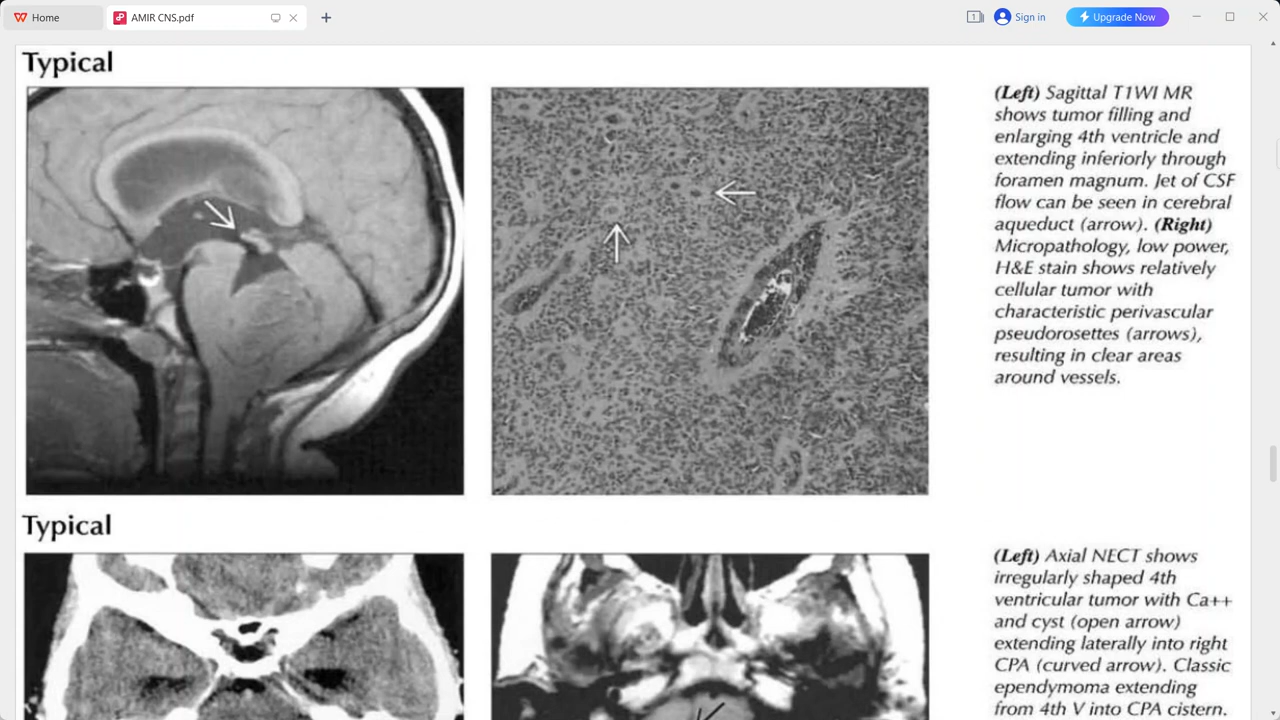 Home
AMIR CNS.pdf
1
Sign in
Upgrade Now
Typical
(Left) Sagittal T1WI MR
shows tumor filling and
enlarging 4th ventricle and
extending inferiorly through
foramen magnum. Jet of CSF
flow can be seen in cerebral
aqueduct (arrow). (Right)
Micropathology, low power,
H&E stain shows relatively
cellular tumor with
characteristic perivascular
pseudorosettes (arrows),
resulting in clear areas
around vessels.
Typical
(Left) Axial NECT shows
irregularly shaped 4th
ventricular tumor with Ca++
and cyst (open arrow)
extending laterally into right
CPA (curved arrow). Classic
ependymoma extending
from 4th V into CPA cistern.